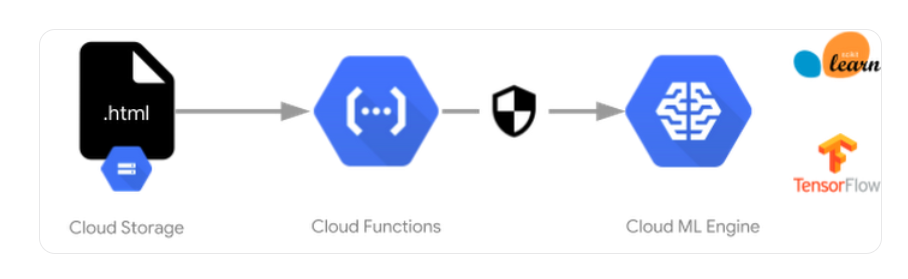 .html
Cloud Storage
Cloud Functions
Cloud ML Engine
learn
TensorFlow